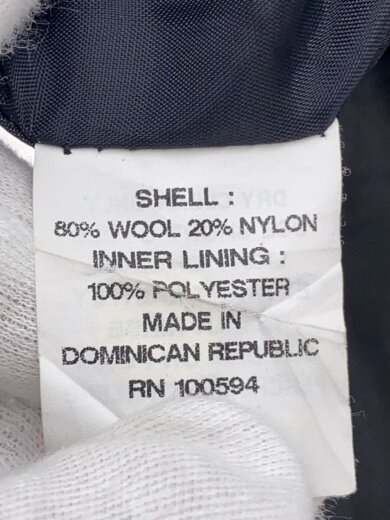 SHELL :
80% WOOL 20% NYLON
INNER LINING :
100% POLYESTER
MADE IN
DOMINICAN REPUBLIC
RN 100594